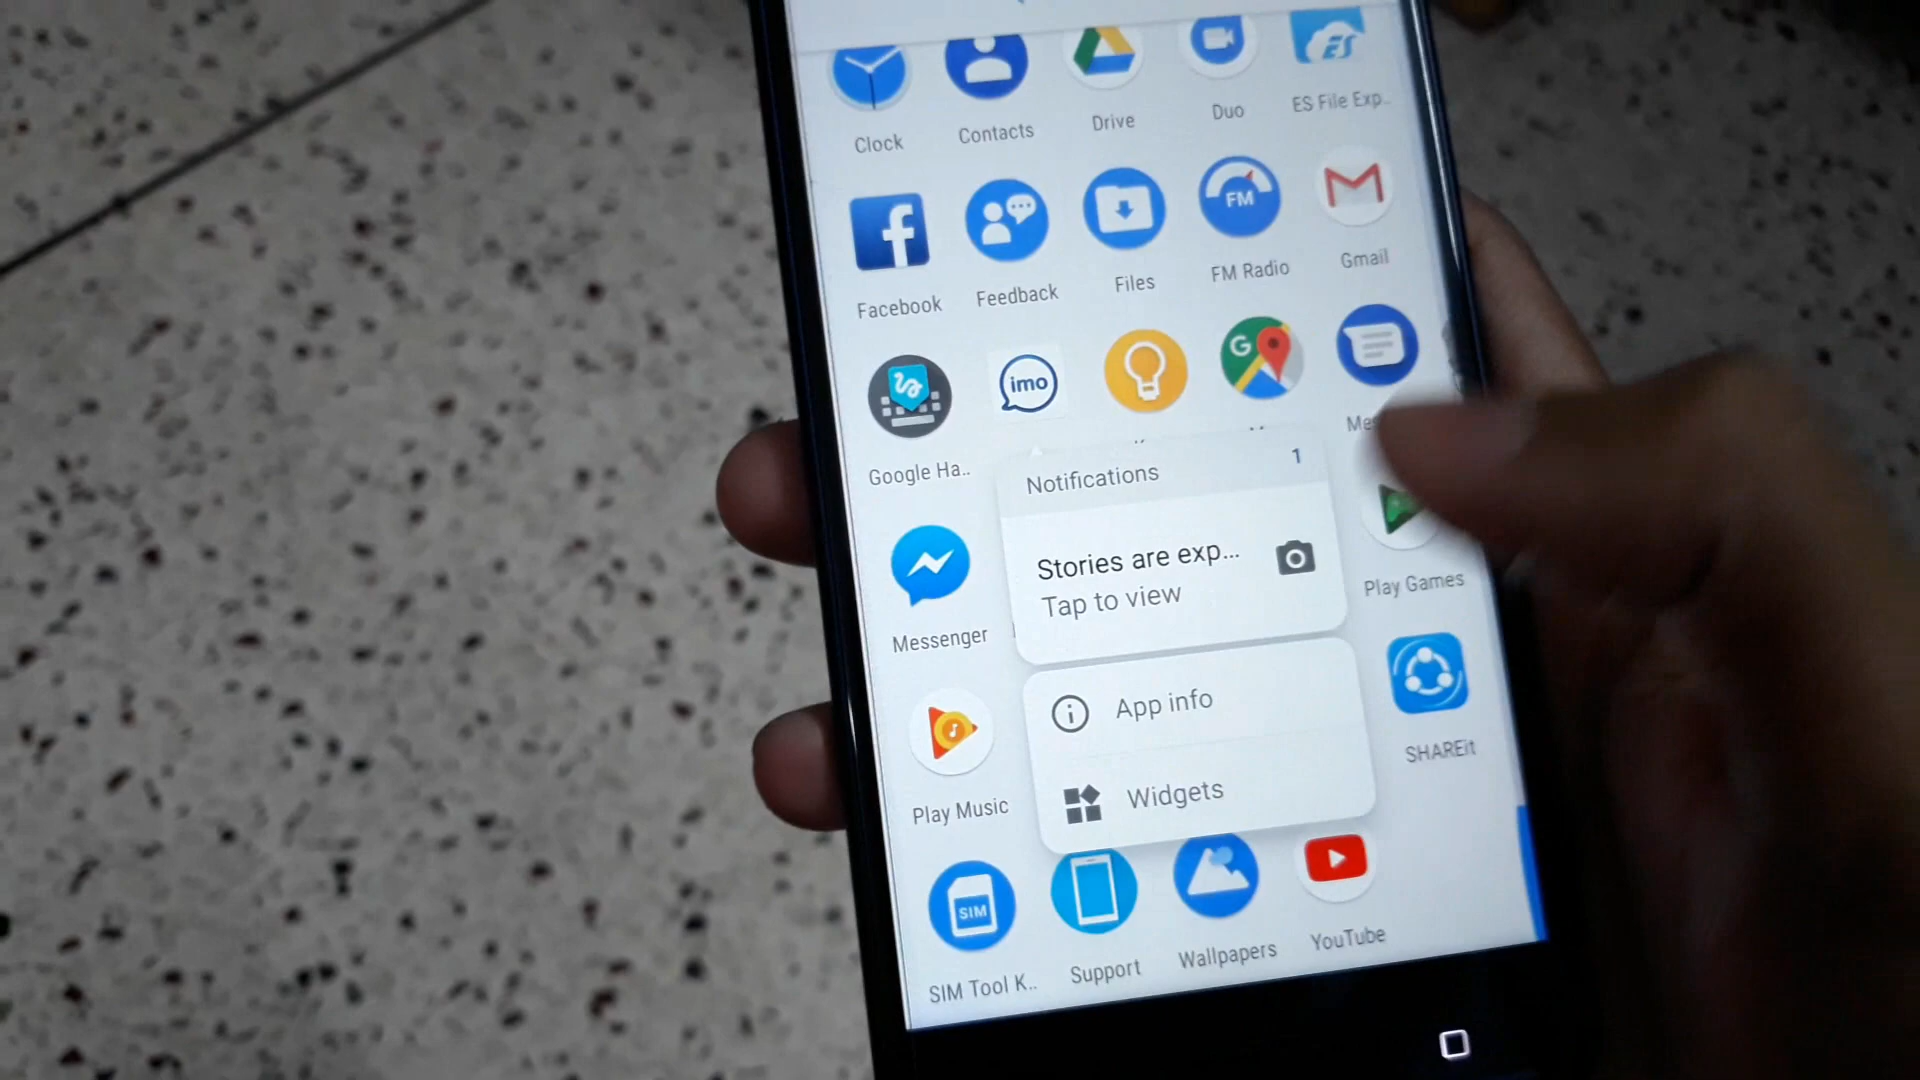 Clock
Contacts
Drive
Duo
ES File Exp..
ES
Facebook
Feedback
Files
FM Radio
FM
Gmail
G
imo
Google Ha..
Notifications 1
Stories are exp...
Tap to view
Messenger
Play Games
App info
Play Music
Widgets
SHAREit
SIM
SIM Tool K..
Support
Wallpapers
YouTube